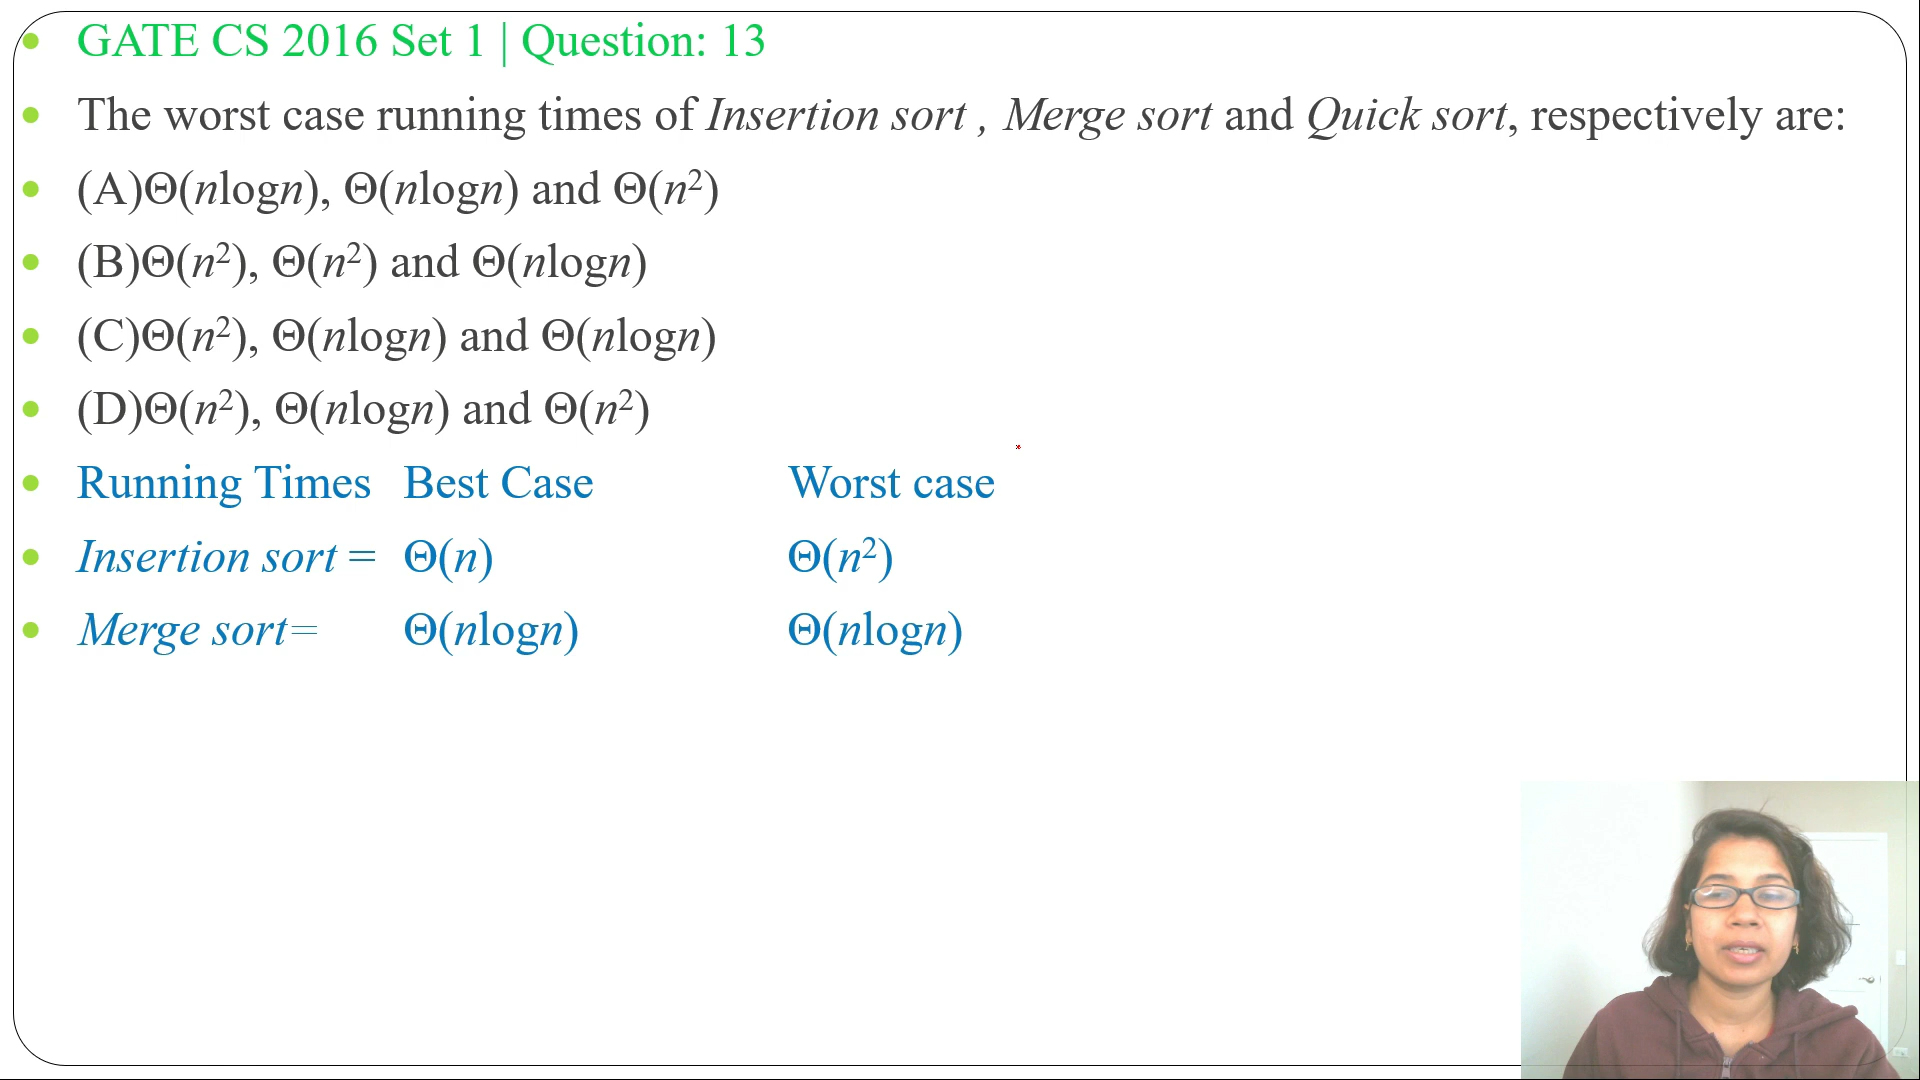 GATE CS 2016 Set 1 | Question: 13
The worst case running times of Insertion sort , Merge sort and Quick sort, respectively are:
(A)Θ(nlogn), Θ(nlogn) and Θ(n²)
(B)Θ(n²), Θ(n²) and Θ(nlogn)
(C)Θ(n²), Θ(nlogn) and Θ(nlogn)
(D)Θ(n²), Θ(nlogn) and Θ(n²)
Running Times Best Case Worst case
Insertion sort = Θ(n) Θ(n²)
Merge sort= Θ(nlogn) Θ(nlogn)